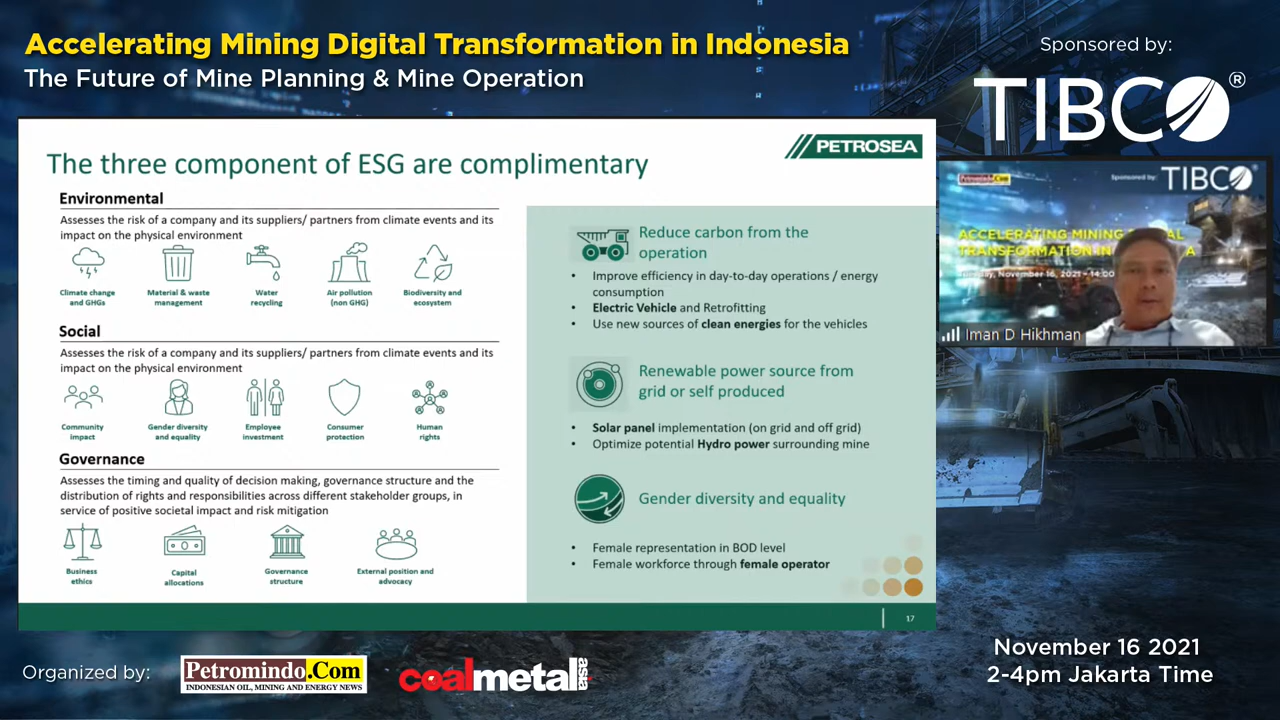 Accelerating Mining Digital Transformation in Indonesia
The Future of Mine Planning & Mine Operation
Sponsored by:
TIBCO®
PETROSEA
The three component of ESG are complimentary
Environmental
Assesses the risk of a company and its suppliers/ partners from climate events and its
impact on the physical environment
Climate change
and GHGs
Material & waste
management
Water
recycling
Air pollution
(non GHG)
Biodiversity and
ecosystem
Social
Assesses the risk of a company and its suppliers/ partners from climate events and its
impact on the physical environment
Community
impact
Gender diversity
and equality
Employee
investment
Consumer
protection
Human
rights
Governance
Assesses the timing and quality of decision making, governance structure and the
distribution of rights and responsibilities across different stakeholder groups, in
service of positive societal impact and risk mitigation
Business
ethics
Capital
allocations
Governance
structure
External position and
advocacy
Reduce carbon from the
operation
• Improve efficiency in day-to-day operations / energy
consumption
• Electric Vehicle and Retrofitting
• Use new sources of clean energies for the vehicles
Renewable power source from
grid or self produced
• Solar panel implementation (on grid and off grid)
• Optimize potential Hydro power surrounding mine
Gender diversity and equality
• Female representation in BOD level
• Female workforce through female operator
17
Petromindo.Com
Sponsored by:
TIBCO
ACCELERATING MINING
November 16, 2021 - 14:00
Iman D Hikhman
Organized by:
Petromindo.Com
INDONESIAN OIL, MINING AND ENERGY NEWS
coalmetal
asia
November 16 2021
2-4pm Jakarta Time